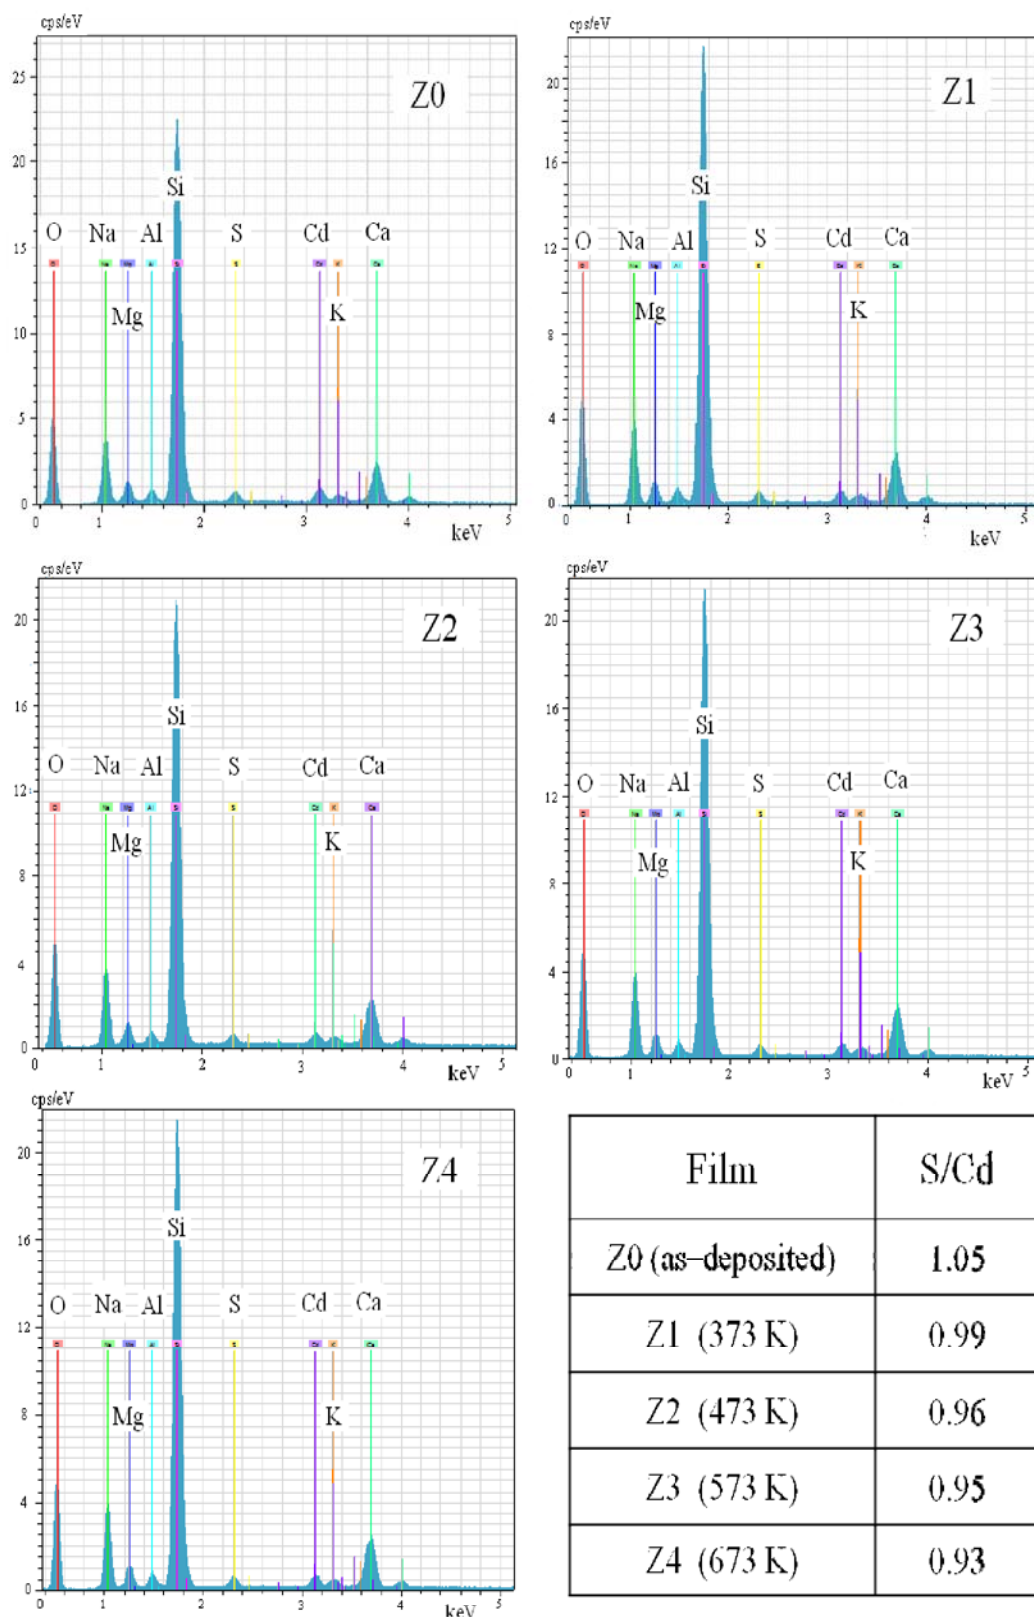 cps/eV
Z0
25
20
15
10
5
0
Si
O Na Al S Cd Ca
Mg K
0 1 2 3 4 5
keV
cps/eV
Z1
20
16
12
8
4
0
Si
O Na Al S Cd Ca
Mg K
0 1 2 3 4 5
keV
cps/eV
Z2
20
16
12
8
4
0
Si
O Na Al S Cd Ca
Mg K
0 1 2 3 4 5
keV
cps/eV
Z3
20
16
12
8
4
0
Si
O Na Al S Cd Ca
Mg K
0 1 2 3 4 5
keV
cps/eV
Z4
20
16
12
8
4
0
Si
O Na Al S Cd Ca
Mg K
0 1 2 3 4 5
keV
Film S/Cd
Z0 (as-deposited) 1.05
Z1 (373 K) 0.99
Z2 (473 K) 0.96
Z3 (573 K) 0.95
Z4 (673 K) 0.93